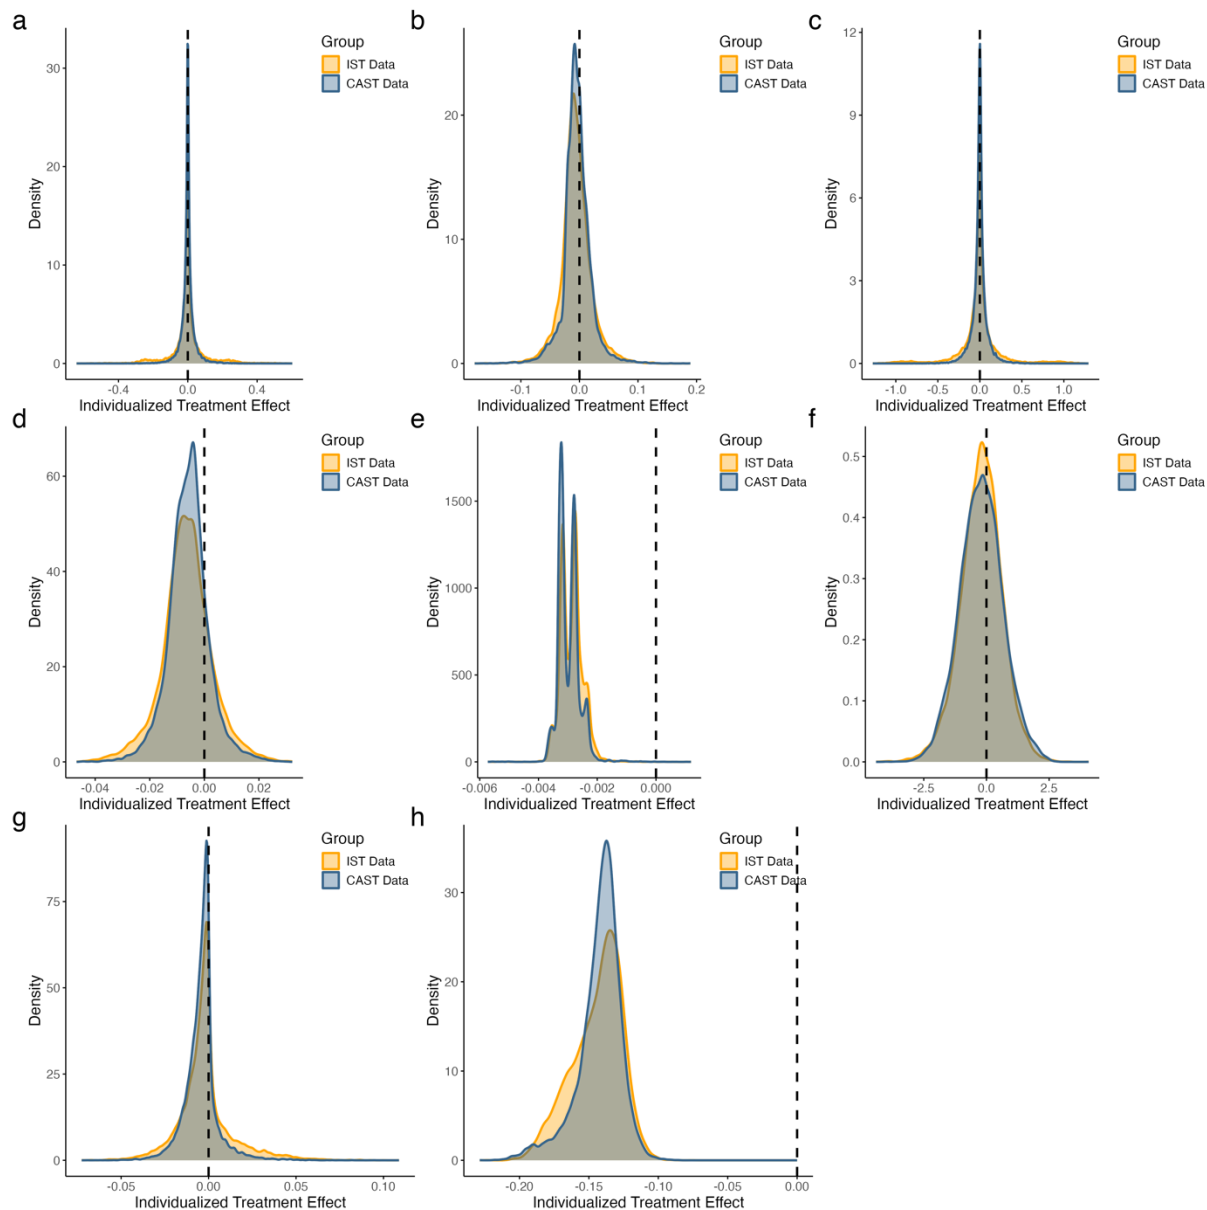 a
Group
IST Data
CAST Data
30
20
10
0
Density
-0.4
0.0
0.4
Individualized Treatment Effect
b
Group
IST Data
CAST Data
20
10
0
Density
-0.1
0.0
0.1
0.2
Individualized Treatment Effect
c
Group
IST Data
CAST Data
12
9
6
3
0
Density
-1.0
-0.5
0.0
0.5
1.0
Individualized Treatment Effect
d
Group
IST Data
CAST Data
60
40
20
0
Density
-0.04
-0.02
0.00
0.02
Individualized Treatment Effect
e
Group
IST Data
CAST Data
1500
1000
500
0
Density
-0.006
-0.004
-0.002
0.000
Individualized Treatment Effect
f
Group
IST Data
CAST Data
0.5
0.4
0.3
0.2
0.1
0.0
Density
-2.5
0.0
2.5
Individualized Treatment Effect
g
Group
IST Data
CAST Data
75
50
25
0
Density
-0.05
0.00
0.05
0.10
Individualized Treatment Effect
h
Group
IST Data
CAST Data
30
20
10
0
Density
-0.20
-0.15
-0.10
-0.05
0.00
Individualized Treatment Effect